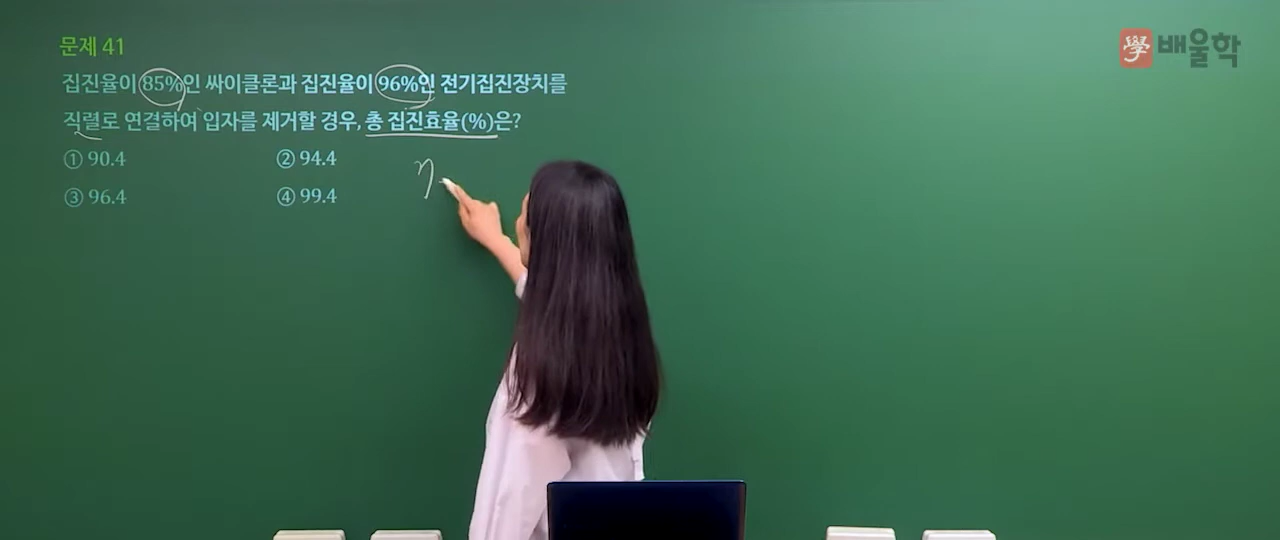 문제 41
學 배울학
집진율이 85%인 싸이클론과 집진율이 96%인 전기집진장치를
직렬로 연결하여 입자를 제거할 경우, 총 집진효율(%)은?
① 90.4 ② 94.4
③ 96.4 ④ 99.4
η